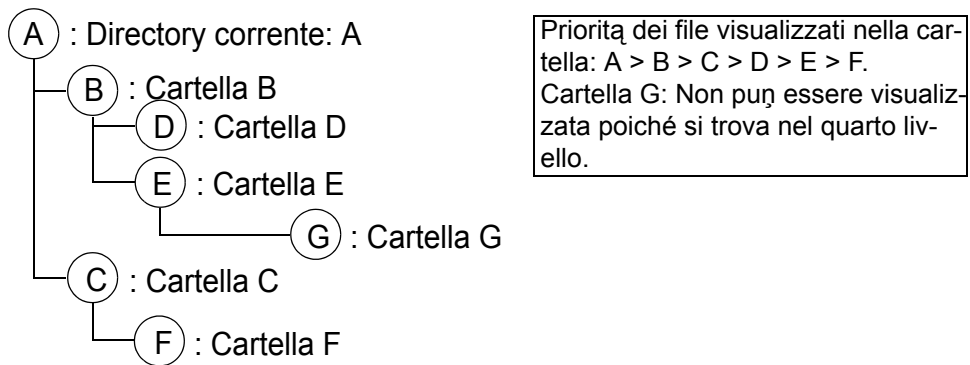 A : Directory corrente: A
B : Cartella B
D : Cartella D
E : Cartella E
G : Cartella G
C : Cartella C
F : Cartella F
Prioritą dei file visualizzati nella car-
tella: A > B > C > D > E > F.
Cartella G: Non puņ essere visualiz-
zata poiché si trova nel quarto liv-
ello.